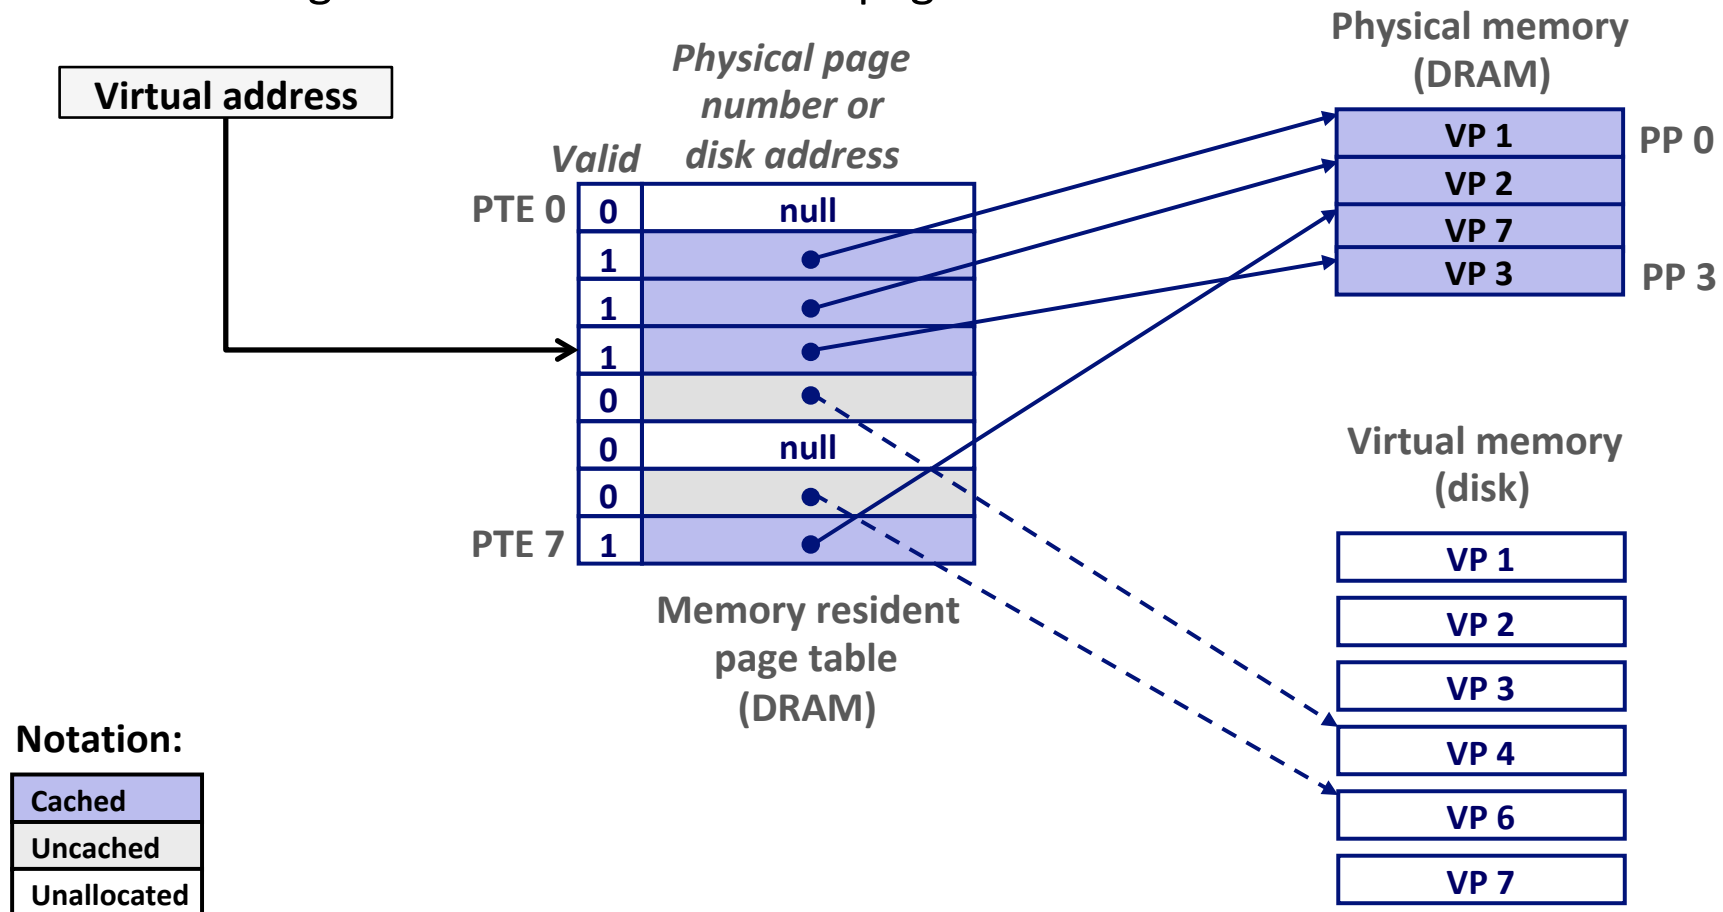 Physical memory
(DRAM)
Physical page
number or
disk address
Virtual address
Valid
VP 1
PP 0
VP 2
VP 7
VP 3
PP 3
PTE 0
0
null
1
1
1
0
0
null
0
PTE 7
1
Memory resident
page table
(DRAM)
Virtual memory
(disk)
VP 1
VP 2
VP 3
VP 4
VP 6
VP 7
Notation:
Cached
Uncached
Unallocated